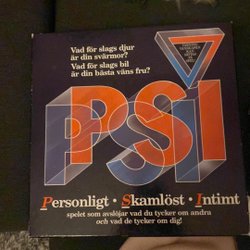 Vad för slags djur
är din svärmor?
Vad för slags bil
är din bästa väns fru?
PSI
Personligt · Skamlöst · Intimt
spelet som avslöjar vad du tycker om andra
och vad de tycker om dig!